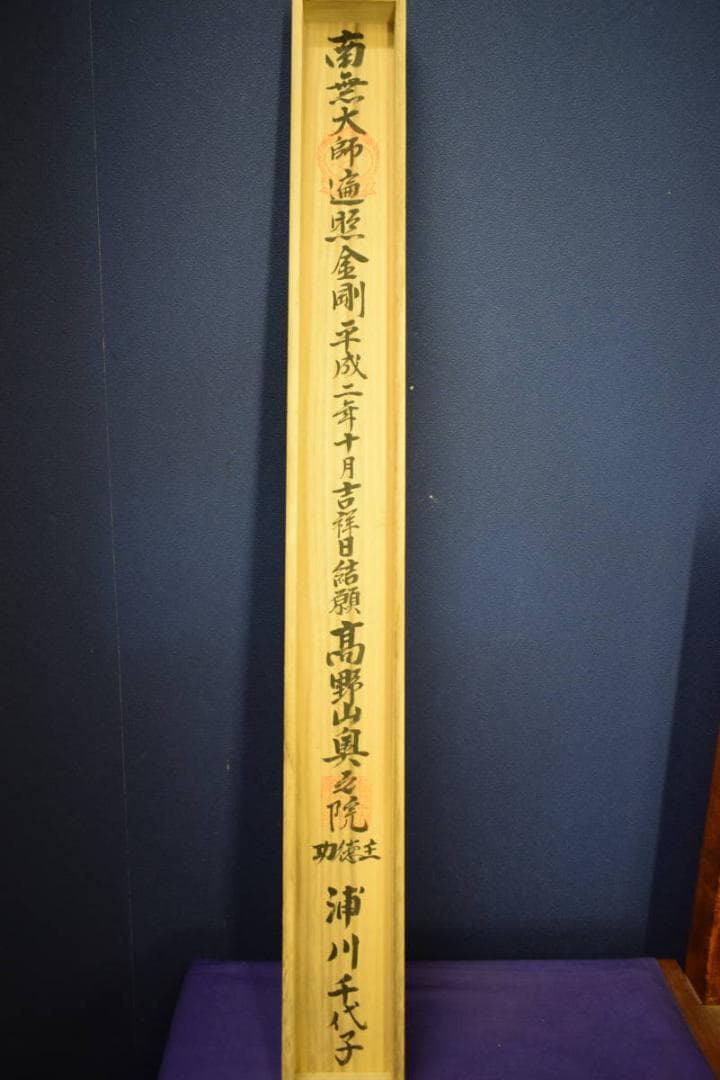 南無大師遍照金剛平成二年十月吉祥日結願髙野山奥之院
功徳主
浦川千代子